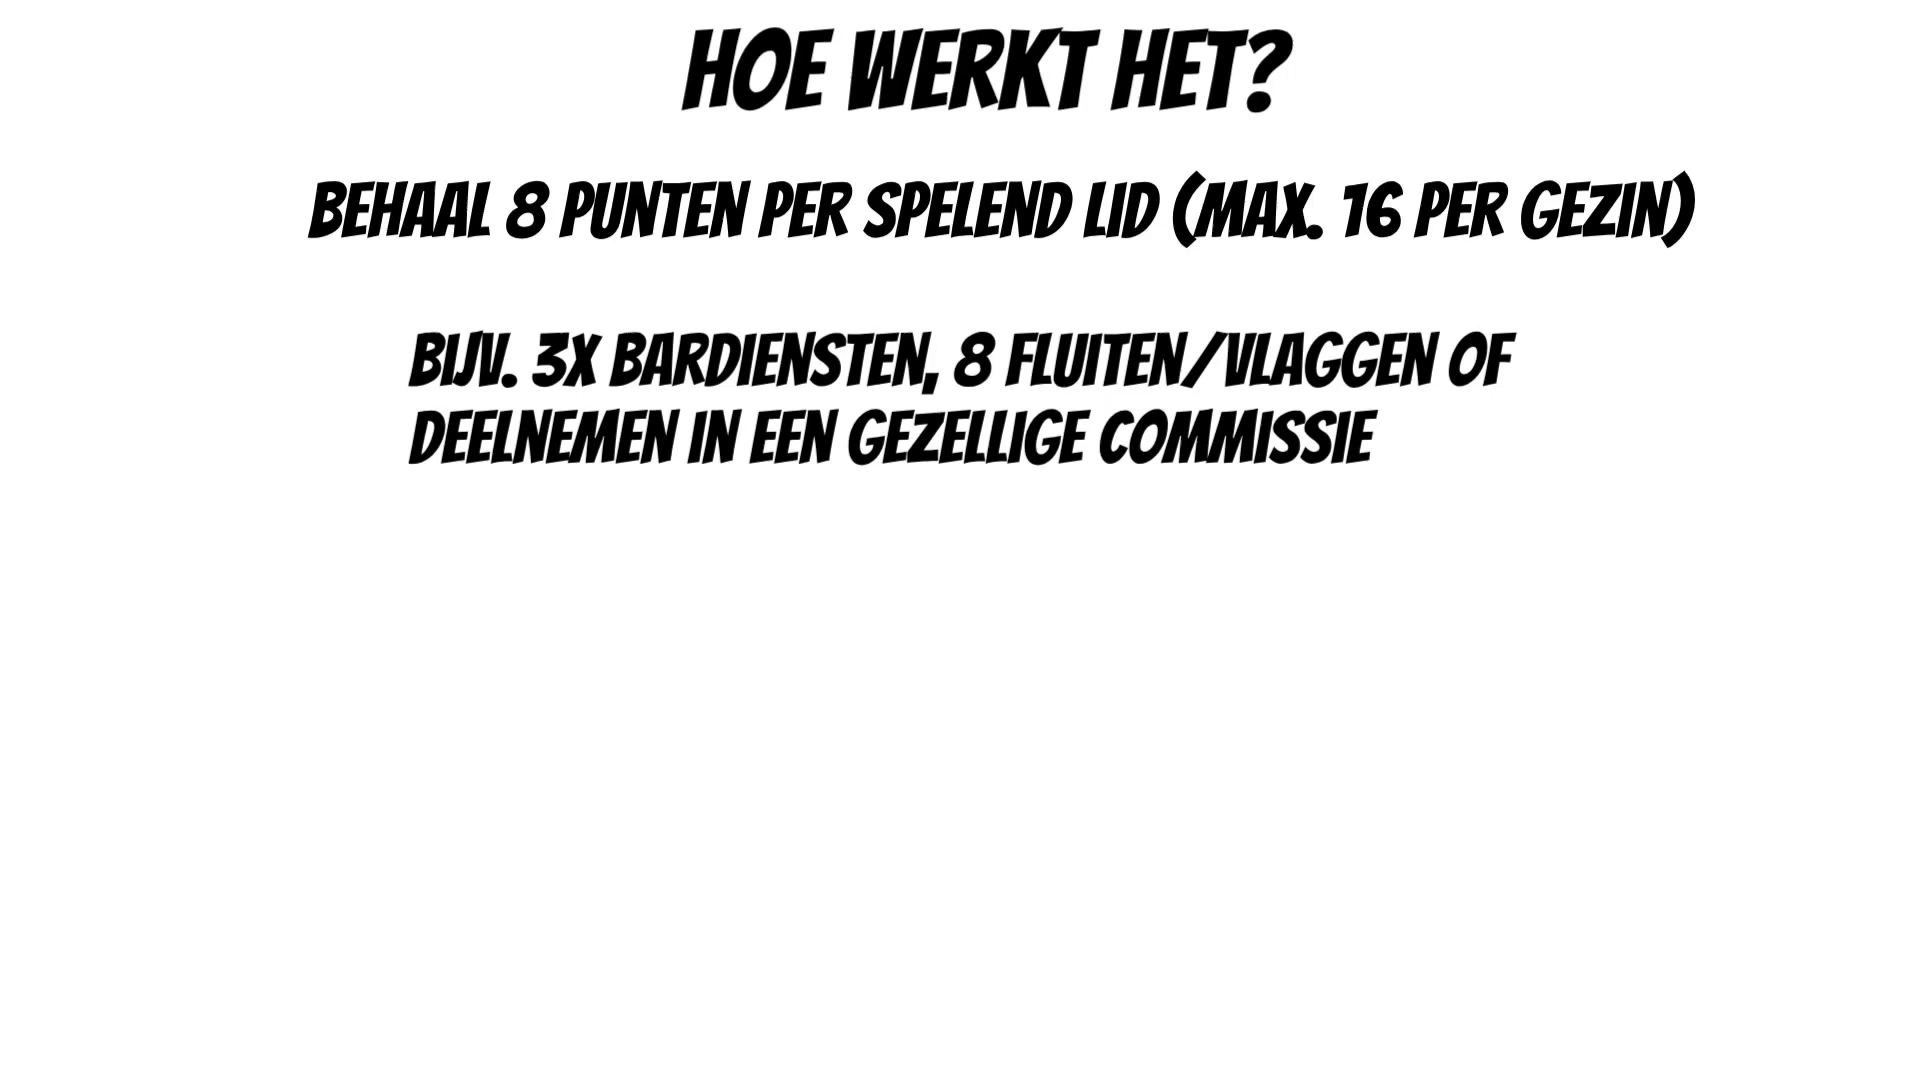 HOE WERKT HET?
BEHAAL 8 PUNTEN PER SPELEND LID (MAX. 16 PER GEZIN)
BIJV. 3X BARDIENSTEN, 8 FLUITEN/VLAGGEN OF
DEELNEMEN IN EEN GEZELLIGE COMMISSIE